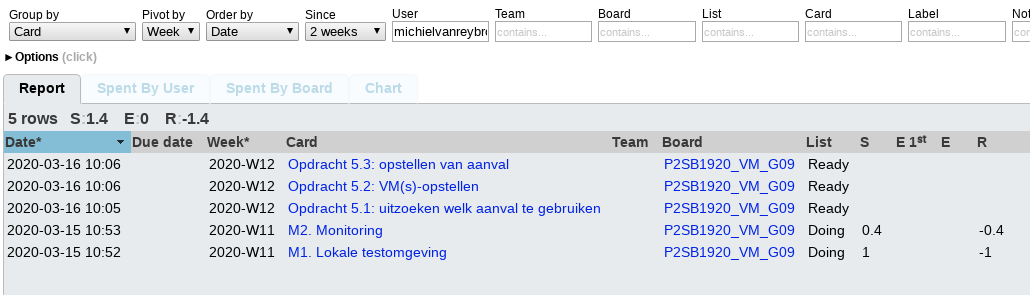 Group by Pivot by Order by Since User Team Board List Card Label Not
Card Week Date 2 weeks michielvanreybro contains... contains... contains... contains... contains... con
►Options (click)
Report Spent By User Spent By Board Chart
5 rows S:1.4 E:0 R:-1.4
Date* Due date Week* Card Team Board List S E 1st E R
2020-03-16 10:06 2020-W12 Opdracht 5.3: opstellen van aanval P2SB1920_VM_G09 Ready
2020-03-16 10:06 2020-W12 Opdracht 5.2: VM(s)-opstellen P2SB1920_VM_G09 Ready
2020-03-16 10:05 2020-W12 Opdracht 5.1: uitzoeken welk aanval te gebruiken P2SB1920_VM_G09 Ready
2020-03-15 10:53 2020-W11 M2. Monitoring P2SB1920_VM_G09 Doing 0.4 -0.4
2020-03-15 10:52 2020-W11 M1. Lokale testomgeving P2SB1920_VM_G09 Doing 1 -1